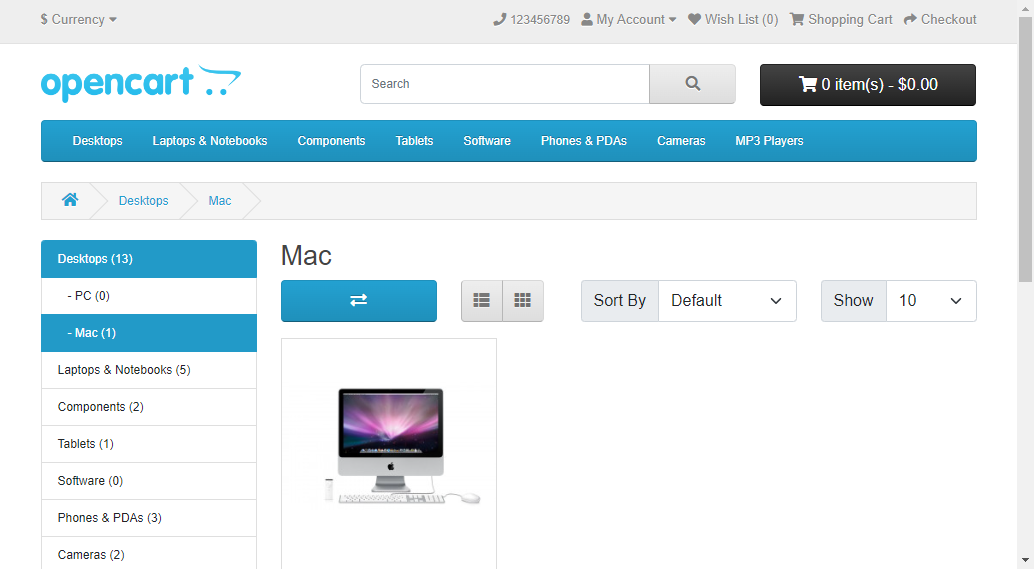 $ Currency 123456789 My Account Wish List (0) Shopping Cart Checkout
opencart Search 0 item(s) - $0.00
Desktops Laptops & Notebooks Components Tablets Software Phones & PDAs Cameras MP3 Players
Desktops Mac
Desktops (13)
- PC (0)
- Mac (1)
Laptops & Notebooks (5)
Components (2)
Tablets (1)
Software (0)
Phones & PDAs (3)
Cameras (2)
Mac
Sort By Default Show 10